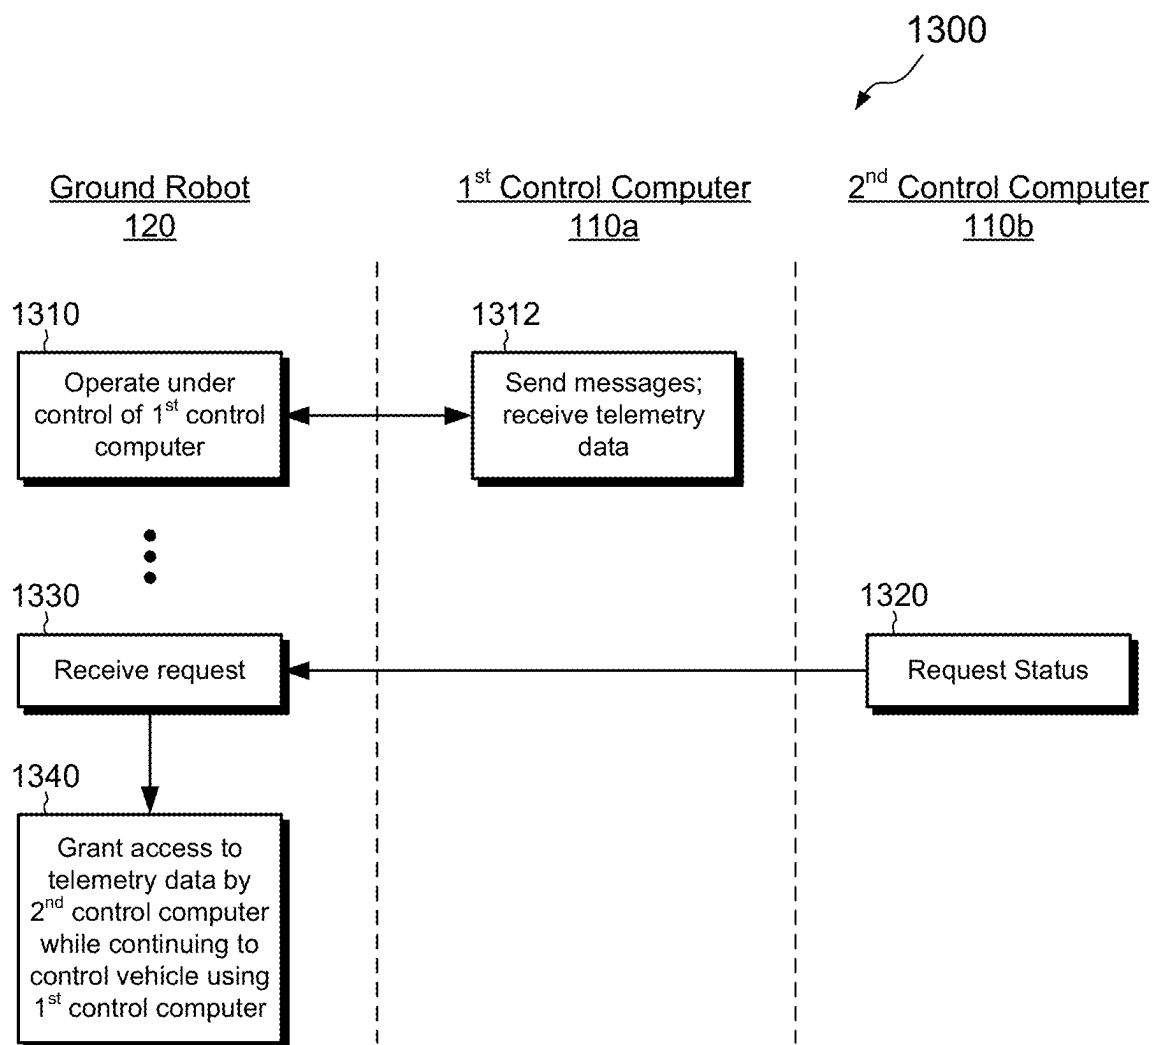 1300
Ground Robot
120
1st Control Computer
110a
2nd Control Computer
110b
1310
Operate under
control of 1st control
computer
1312
Send messages;
receive telemetry
data
1330
Receive request
1320
Request Status
1340
Grant access to
telemetry data by
2nd control computer
while continuing to
control vehicle using
1st control computer